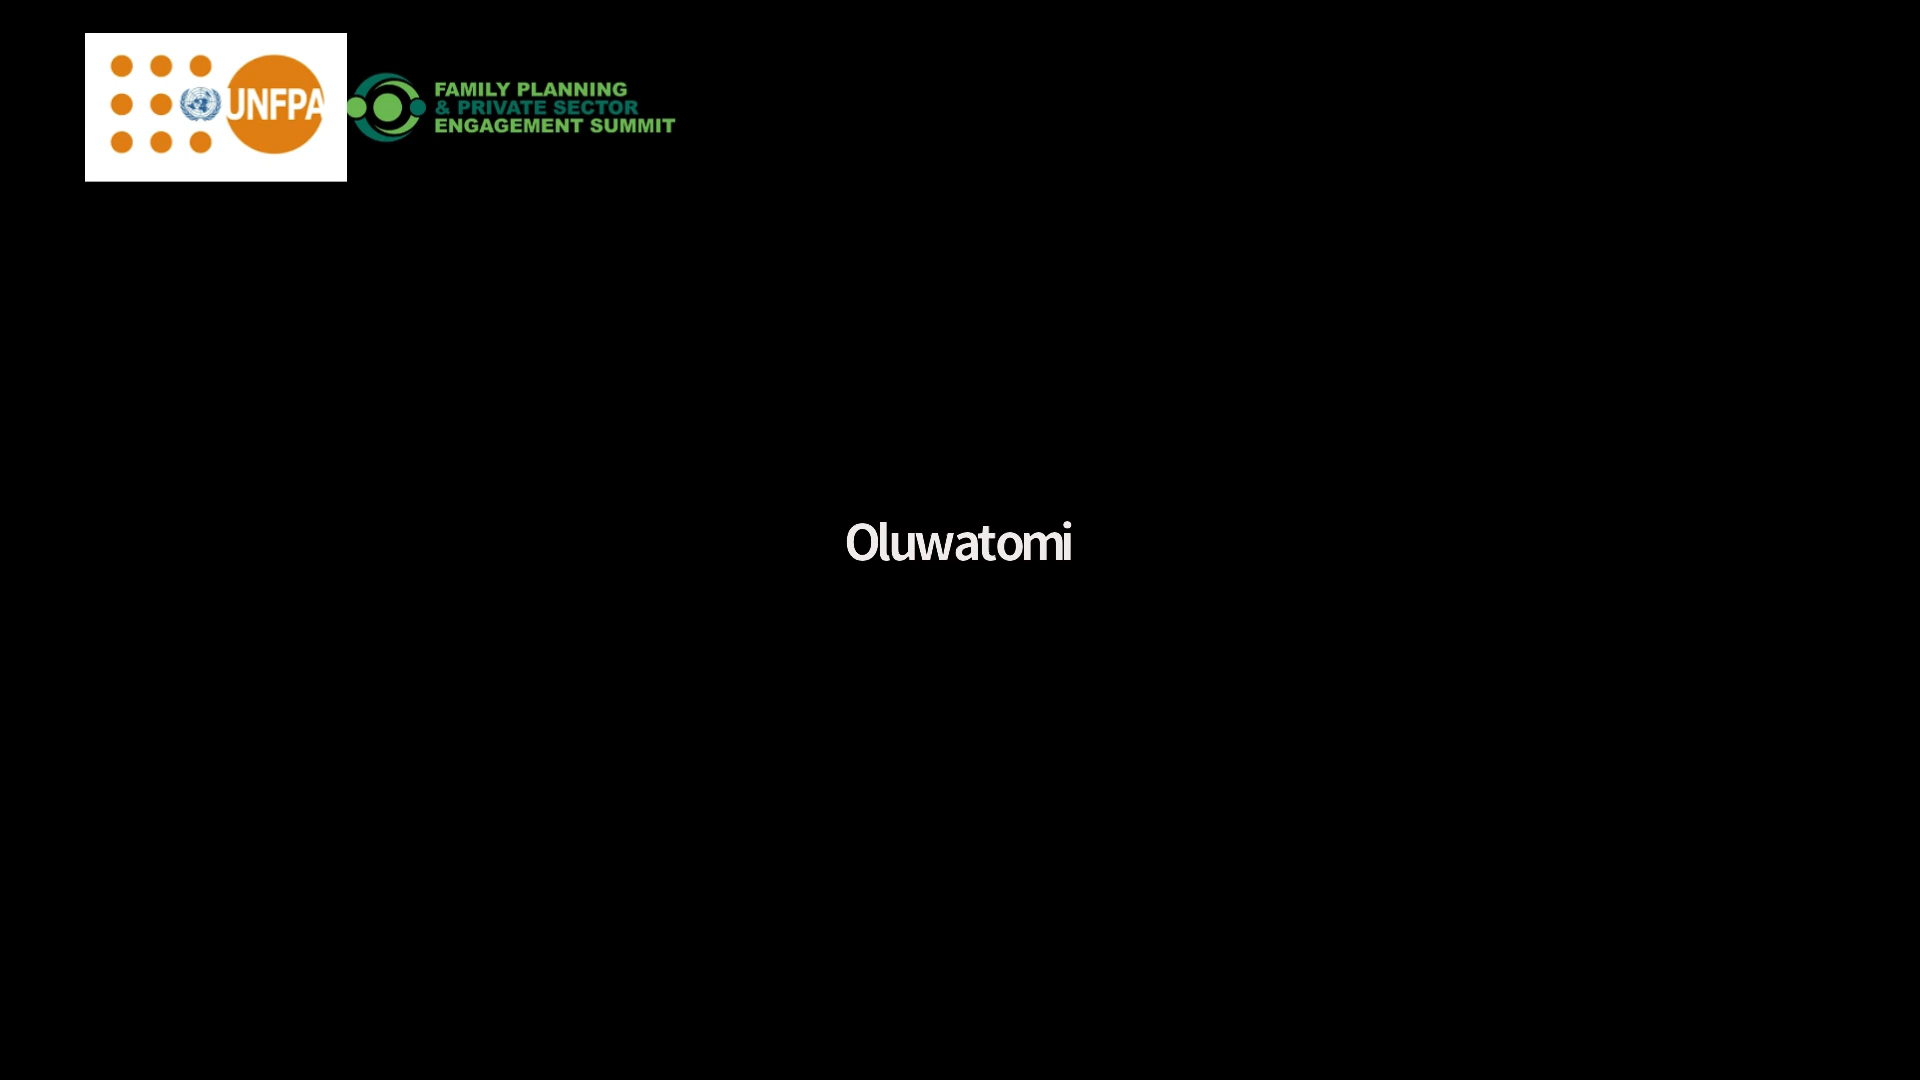 UNFPA
FAMILY PLANNING
& PRIVATE SECTOR
ENGAGEMENT SUMMIT
Oluwatomi